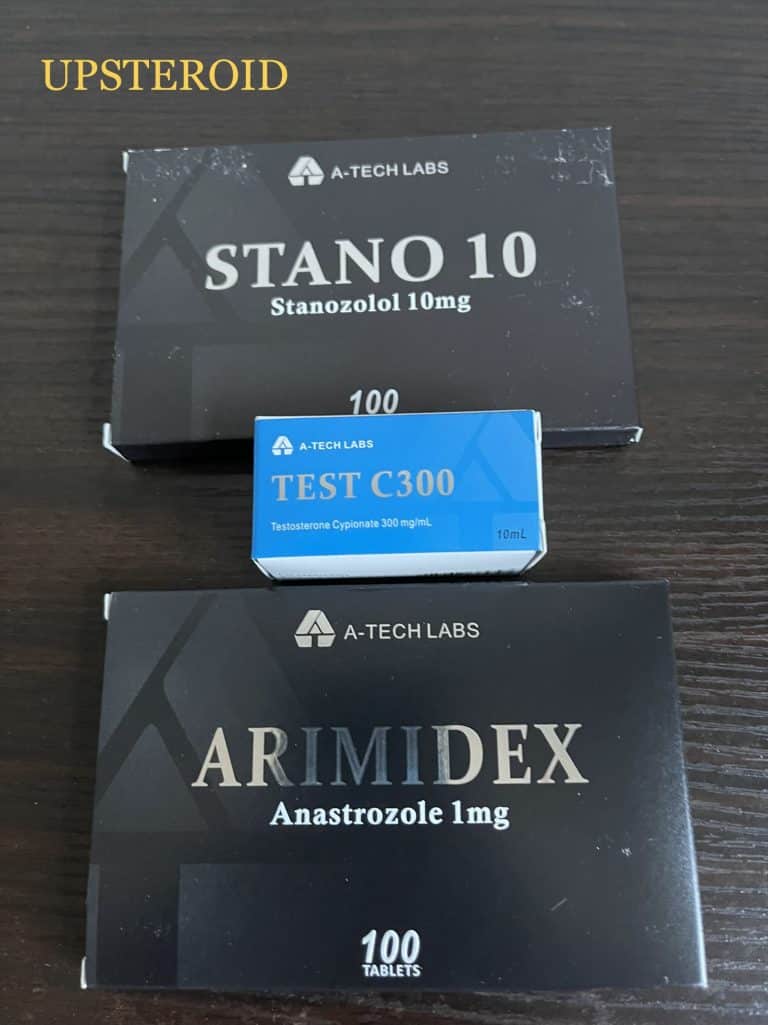 UPSTEROID
A-TECH LABS
STANO 10
Stanozolol 10mg
100
A-TECH LABS
TEST C300
Testosterone Cypionate 300 mg/mL
10mL
A-TECH LABS
ARIMIDEX
Anastrozole 1mg
100
TABLETS